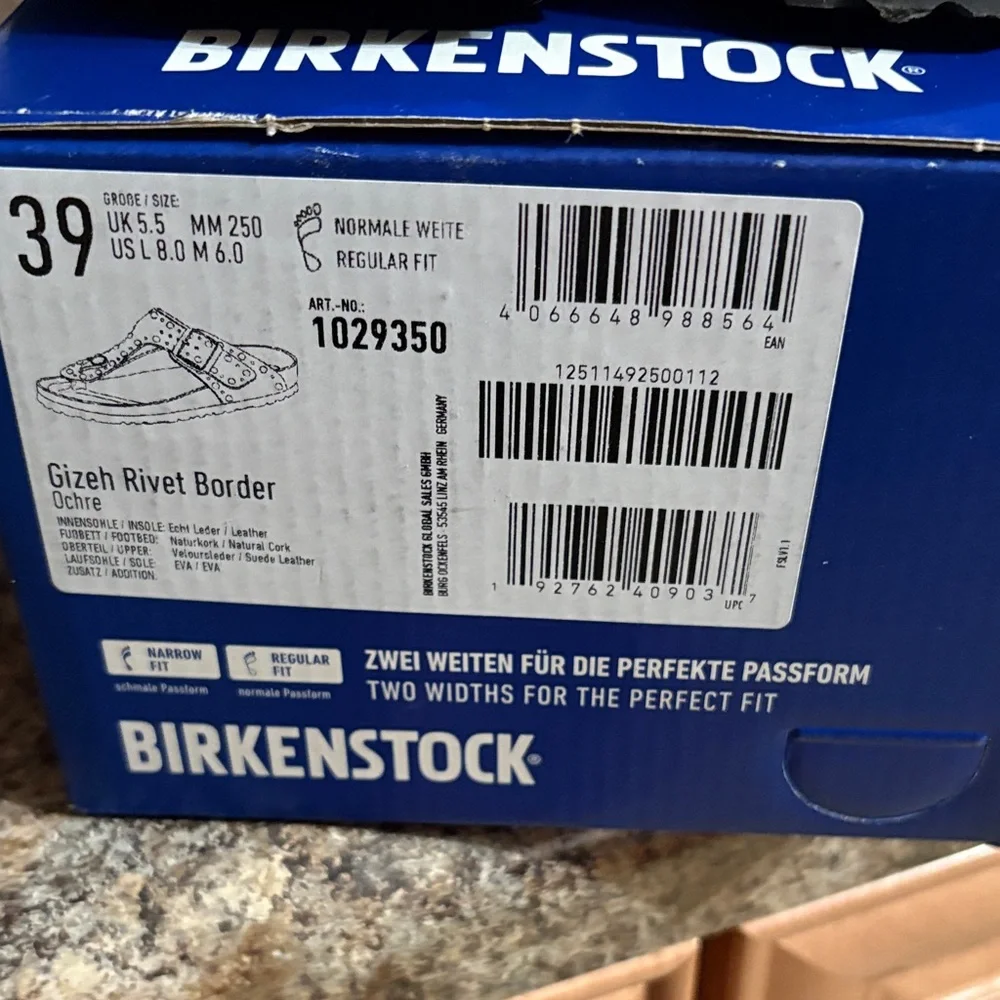 BIRKENSTOCK®
39
GRÖßE / SIZE:
UK 5.5 MM 250
US L 8.0 M 6.0
NORMALE WEITE
REGULAR FIT
ART.-NO.:
1029350
4 066648 988564
EAN
12511492500112
Gizeh Rivet Border
Ochre
INNENSOHLE / INSOLE: Echt Leder / Leather
FUßBETT / FOOTBED: Naturkork / Natural Cork
OBERTEIL / UPPER: Veloursleder / Suede Leather
LAUFSOHLE / SOLE: EVA / EVA
ZUSATZ / ADDITION:
BIRKENSTOCK GLOBAL SALES GMBH
BURG OCKENFELS - 53545 LINZ AM RHEIN GERMANY
1 92762 40903 7
UPC
FSLV1.1
NARROW
FIT
schmale Passform
REGULAR
FIT
normale Passform
ZWEI WEITEN FÜR DIE PERFEKTE PASSFORM
TWO WIDTHS FOR THE PERFECT FIT
BIRKENSTOCK®